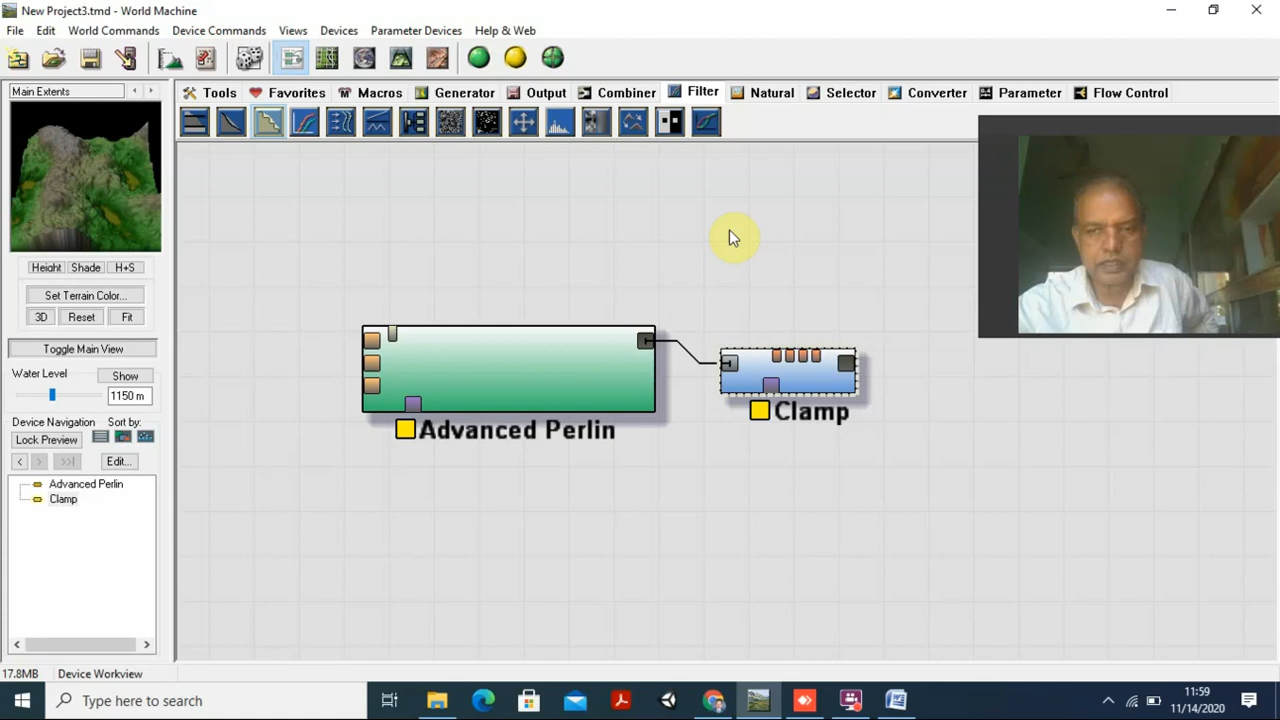 New Project3.tmd - World Machine
File Edit World Commands Device Commands Views Devices Parameter Devices Help & Web
Main Extents
Tools Favorites Macros Generator Output Combiner Filter Natural Selector Converter Parameter Flow Control
Height Shade H+S
Set Terrain Color...
3D Reset Fit
Toggle Main View
Water Level Show
1150 m
Device Navigation Sort by:
Lock Preview
Edit...
Advanced Perlin
Clamp
Advanced Perlin
Clamp
17.8MB Device Workview
Type here to search
11:59
11/14/2020